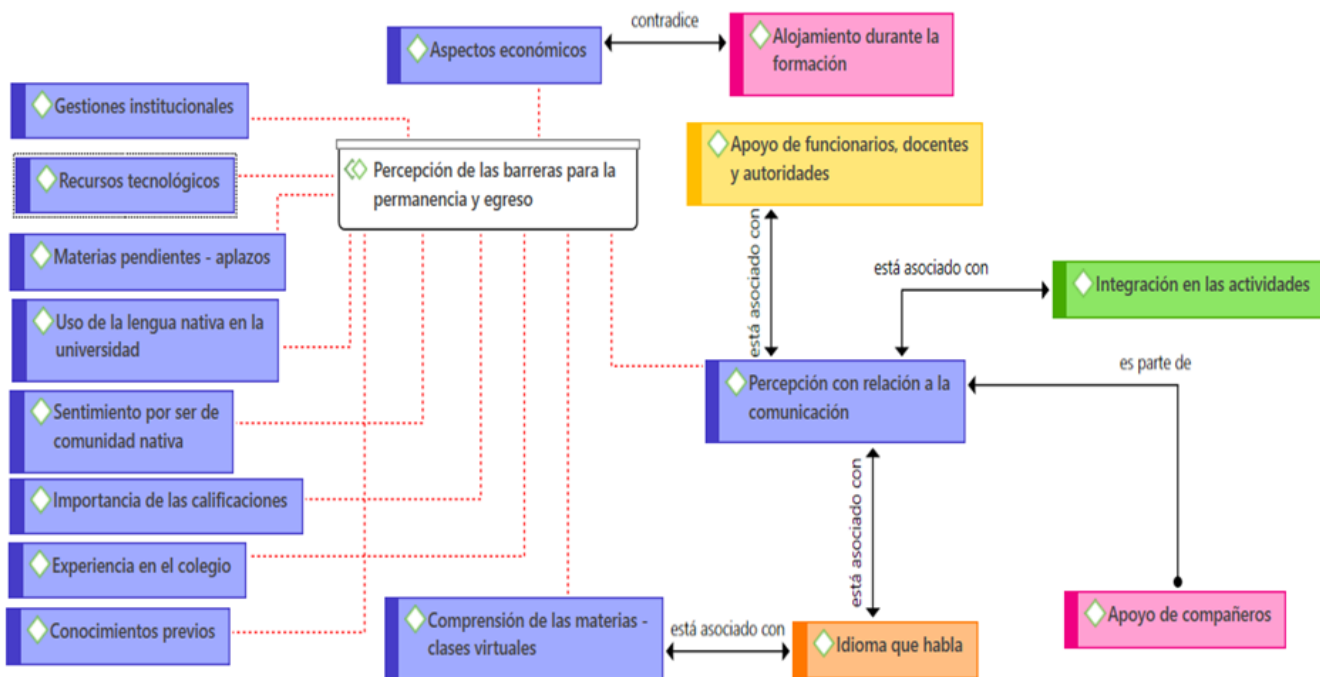 contradice
Aspectos económicos
Alojamiento durante la
formación
Gestiones institucionales
Apoyo de funcionarios, docentes
y autoridades
Recursos tecnológicos
Percepción de las barreras para la
permanencia y egreso
Materias pendientes - aplazos
está asociado con
está asociado con
Integración en las actividades
Uso de la lengua nativa en la
universidad
es parte de
Percepción con relación a la
comunicación
Sentimiento por ser de
comunidad nativa
Importancia de las calificaciones
está asociado con
Experiencia en el colegio
Conocimientos previos
Comprensión de las materias -
clases virtuales
está asociado con
Idioma que habla
Apoyo de compañeros